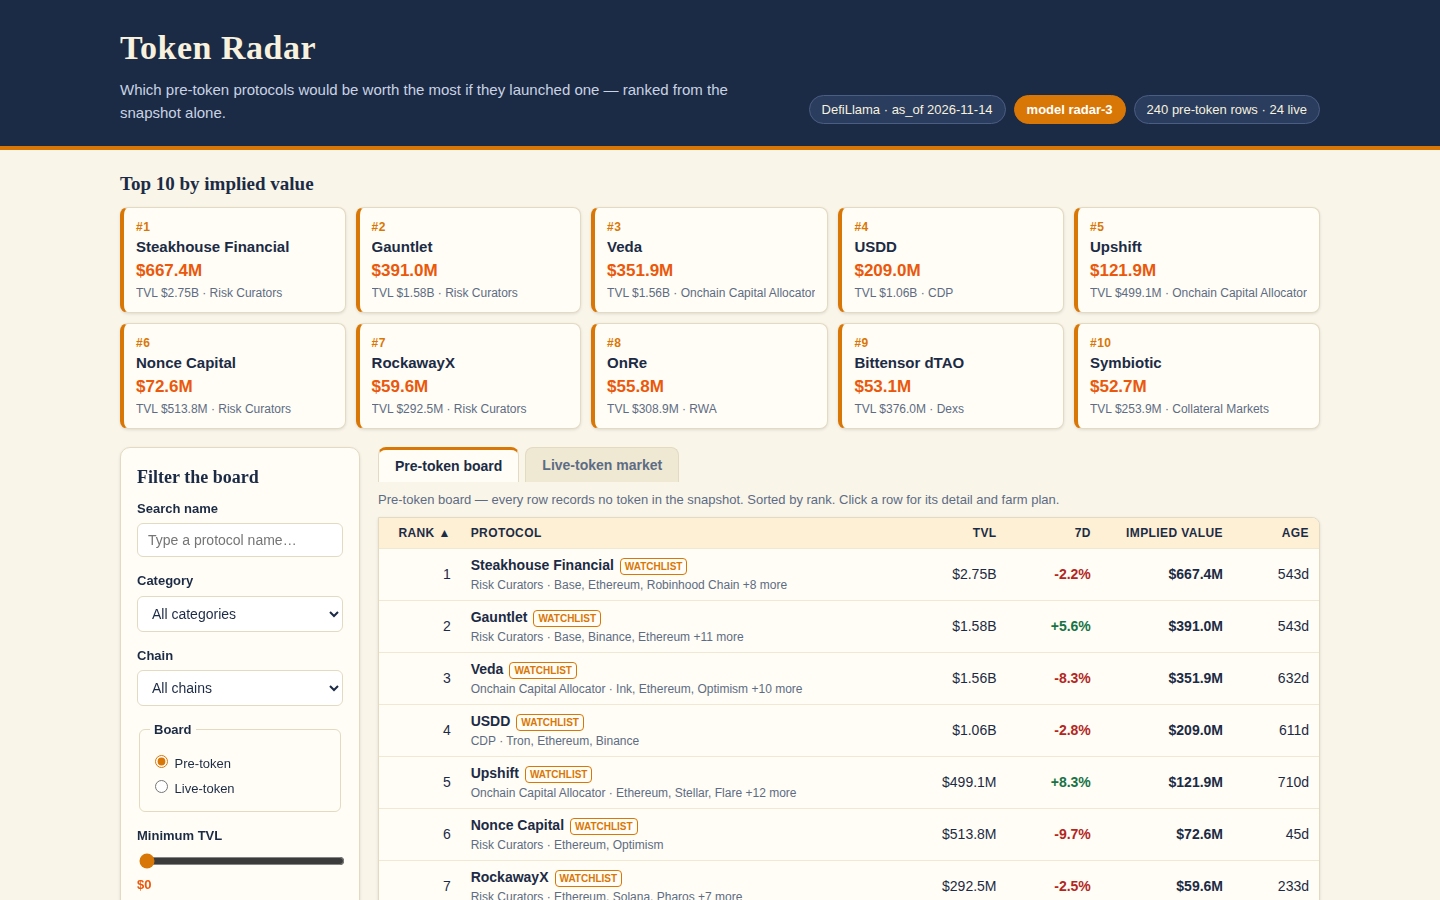 Token Radar
Which pre-token protocols would be worth the most if they launched one — ranked from the
snapshot alone.
DefiLlama · as_of 2026-11-14
model radar-3
240 pre-token rows · 24 live
Top 10 by implied value
#1
Steakhouse Financial
$667.4M
TVL $2.75B · Risk Curators
#2
Gauntlet
$391.0M
TVL $1.58B · Risk Curators
#3
Veda
$351.9M
TVL $1.56B · Onchain Capital Allocator
#4
USDD
$209.0M
TVL $1.06B · CDP
#5
Upshift
$121.9M
TVL $499.1M · Onchain Capital Allocator
#6
Nonce Capital
$72.6M
TVL $513.8M · Risk Curators
#7
RockawayX
$59.6M
TVL $292.5M · Risk Curators
#8
OnRe
$55.8M
TVL $308.9M · RWA
#9
Bittensor dTAO
$53.1M
TVL $376.0M · Dexs
#10
Symbiotic
$52.7M
TVL $253.9M · Collateral Markets
Filter the board
Search name
Type a protocol name…
Category
All categories
Chain
All chains
Board
Pre-token
Live-token
Minimum TVL
$0
Pre-token board
Live-token market
Pre-token board — every row records no token in the snapshot. Sorted by rank. Click a row for its detail and farm plan.
RANK ▲ PROTOCOL TVL 7D IMPLIED VALUE AGE
1 Steakhouse Financial WATCHLIST $2.75B -2.2% $667.4M 543d
Risk Curators · Base, Ethereum, Robinhood Chain +8 more
2 Gauntlet WATCHLIST $1.58B +5.6% $391.0M 543d
Risk Curators · Base, Binance, Ethereum +11 more
3 Veda WATCHLIST $1.56B -8.3% $351.9M 632d
Onchain Capital Allocator · Ink, Ethereum, Optimism +10 more
4 USDD WATCHLIST $1.06B -2.8% $209.0M 611d
CDP · Tron, Ethereum, Binance
5 Upshift WATCHLIST $499.1M +8.3% $121.9M 710d
Onchain Capital Allocator · Ethereum, Stellar, Flare +12 more
6 Nonce Capital WATCHLIST $513.8M -9.7% $72.6M 45d
Risk Curators · Ethereum, Optimism
7 RockawayX WATCHLIST $292.5M -2.5% $59.6M 233d
Risk Curators · Ethereum, Solana, Pharos +7 more